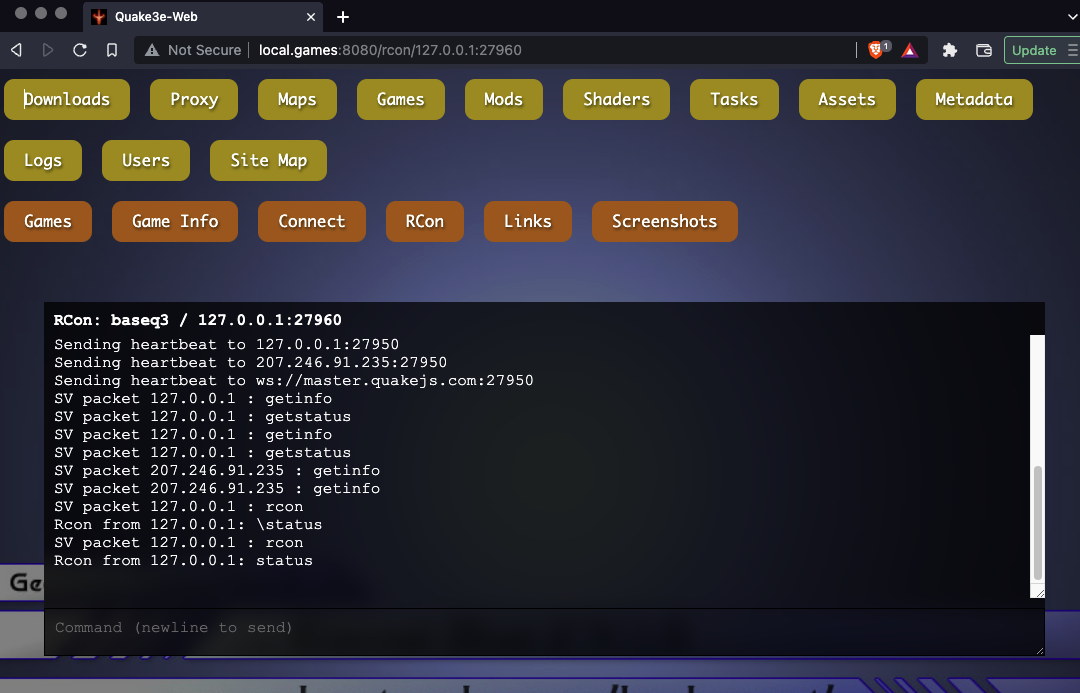 Quake3e-Web
Not Secure
local.games:8080/rcon/127.0.0.1:27960
1
Update
Downloads Proxy Maps Games Mods Shaders Tasks Assets Metadata
Logs Users Site Map
Games Game Info Connect RCon Links Screenshots
RCon: baseq3 / 127.0.0.1:27960
Sending heartbeat to 127.0.0.1:27950
Sending heartbeat to 207.246.91.235:27950
Sending heartbeat to ws://master.quakejs.com:27950
SV packet 127.0.0.1 : getinfo
SV packet 127.0.0.1 : getstatus
SV packet 127.0.0.1 : getinfo
SV packet 127.0.0.1 : getstatus
SV packet 207.246.91.235 : getinfo
SV packet 207.246.91.235 : getinfo
SV packet 127.0.0.1 : rcon
Rcon from 127.0.0.1: \status
SV packet 127.0.0.1 : rcon
Rcon from 127.0.0.1: status
Command (newline to send)